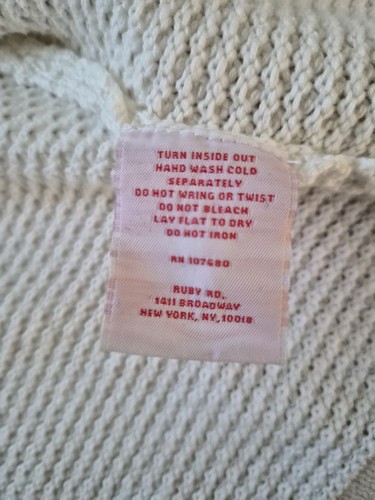 TURN INSIDE OUT
HAND WASH COLD
SEPARATELY
DO NOT WRING OR TWIST
DO NOT BLEACH
LAY FLAT TO DRY
DO NOT IRON
RN 107680
RUBY RD.
1411 BROADWAY
NEW YORK, NY, 10018